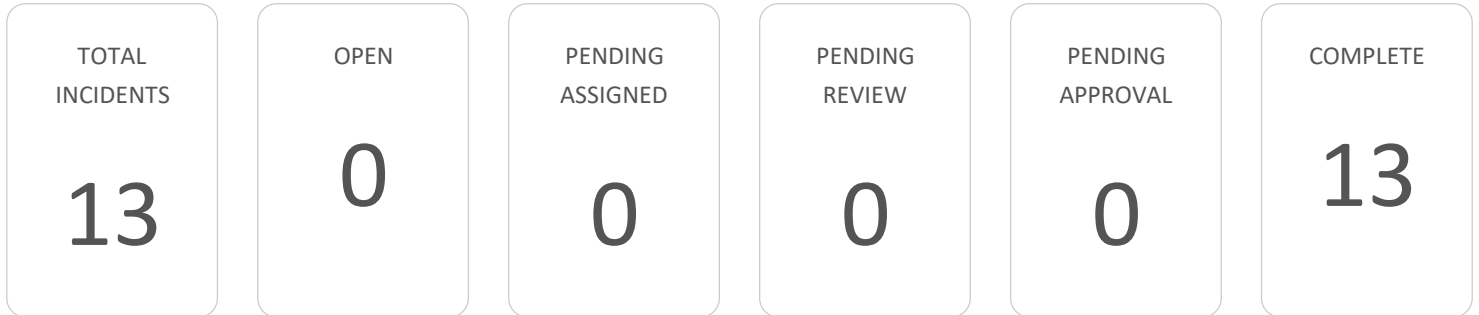 TOTAL
INCIDENTS
13
OPEN
0
PENDING
ASSIGNED
0
PENDING
REVIEW
0
PENDING
APPROVAL
0
COMPLETE
13